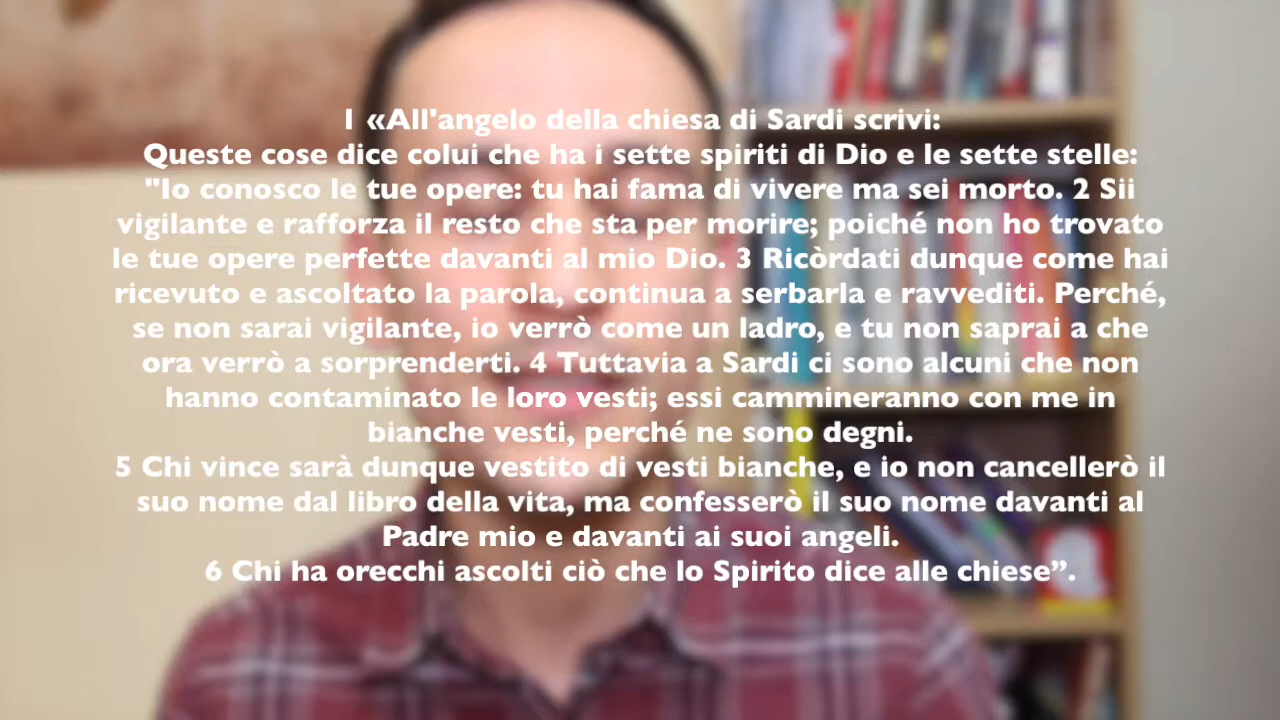 1 «All'angelo della chiesa di Sardi scrivi:
Queste cose dice colui che ha i sette spiriti di Dio e le sette stelle:
"Io conosco le tue opere: tu hai fama di vivere ma sei morto. 2 Sii
vigilante e rafforza il resto che sta per morire; poiché non ho trovato
le tue opere perfette davanti al mio Dio. 3 Ricòrdati dunque come hai
ricevuto e ascoltato la parola, continua a serbarla e ravvediti. Perché,
se non sarai vigilante, io verrò come un ladro, e tu non saprai a che
ora verrò a sorprenderti. 4 Tuttavia a Sardi ci sono alcuni che non
hanno contaminato le loro vesti; essi cammineranno con me in
bianche vesti, perché ne sono degni.
5 Chi vince sarà dunque vestito di vesti bianche, e io non cancellerò il
suo nome dal libro della vita, ma confesserò il suo nome davanti al
Padre mio e davanti ai suoi angeli.
6 Chi ha orecchi ascolti ciò che lo Spirito dice alle chiese”.